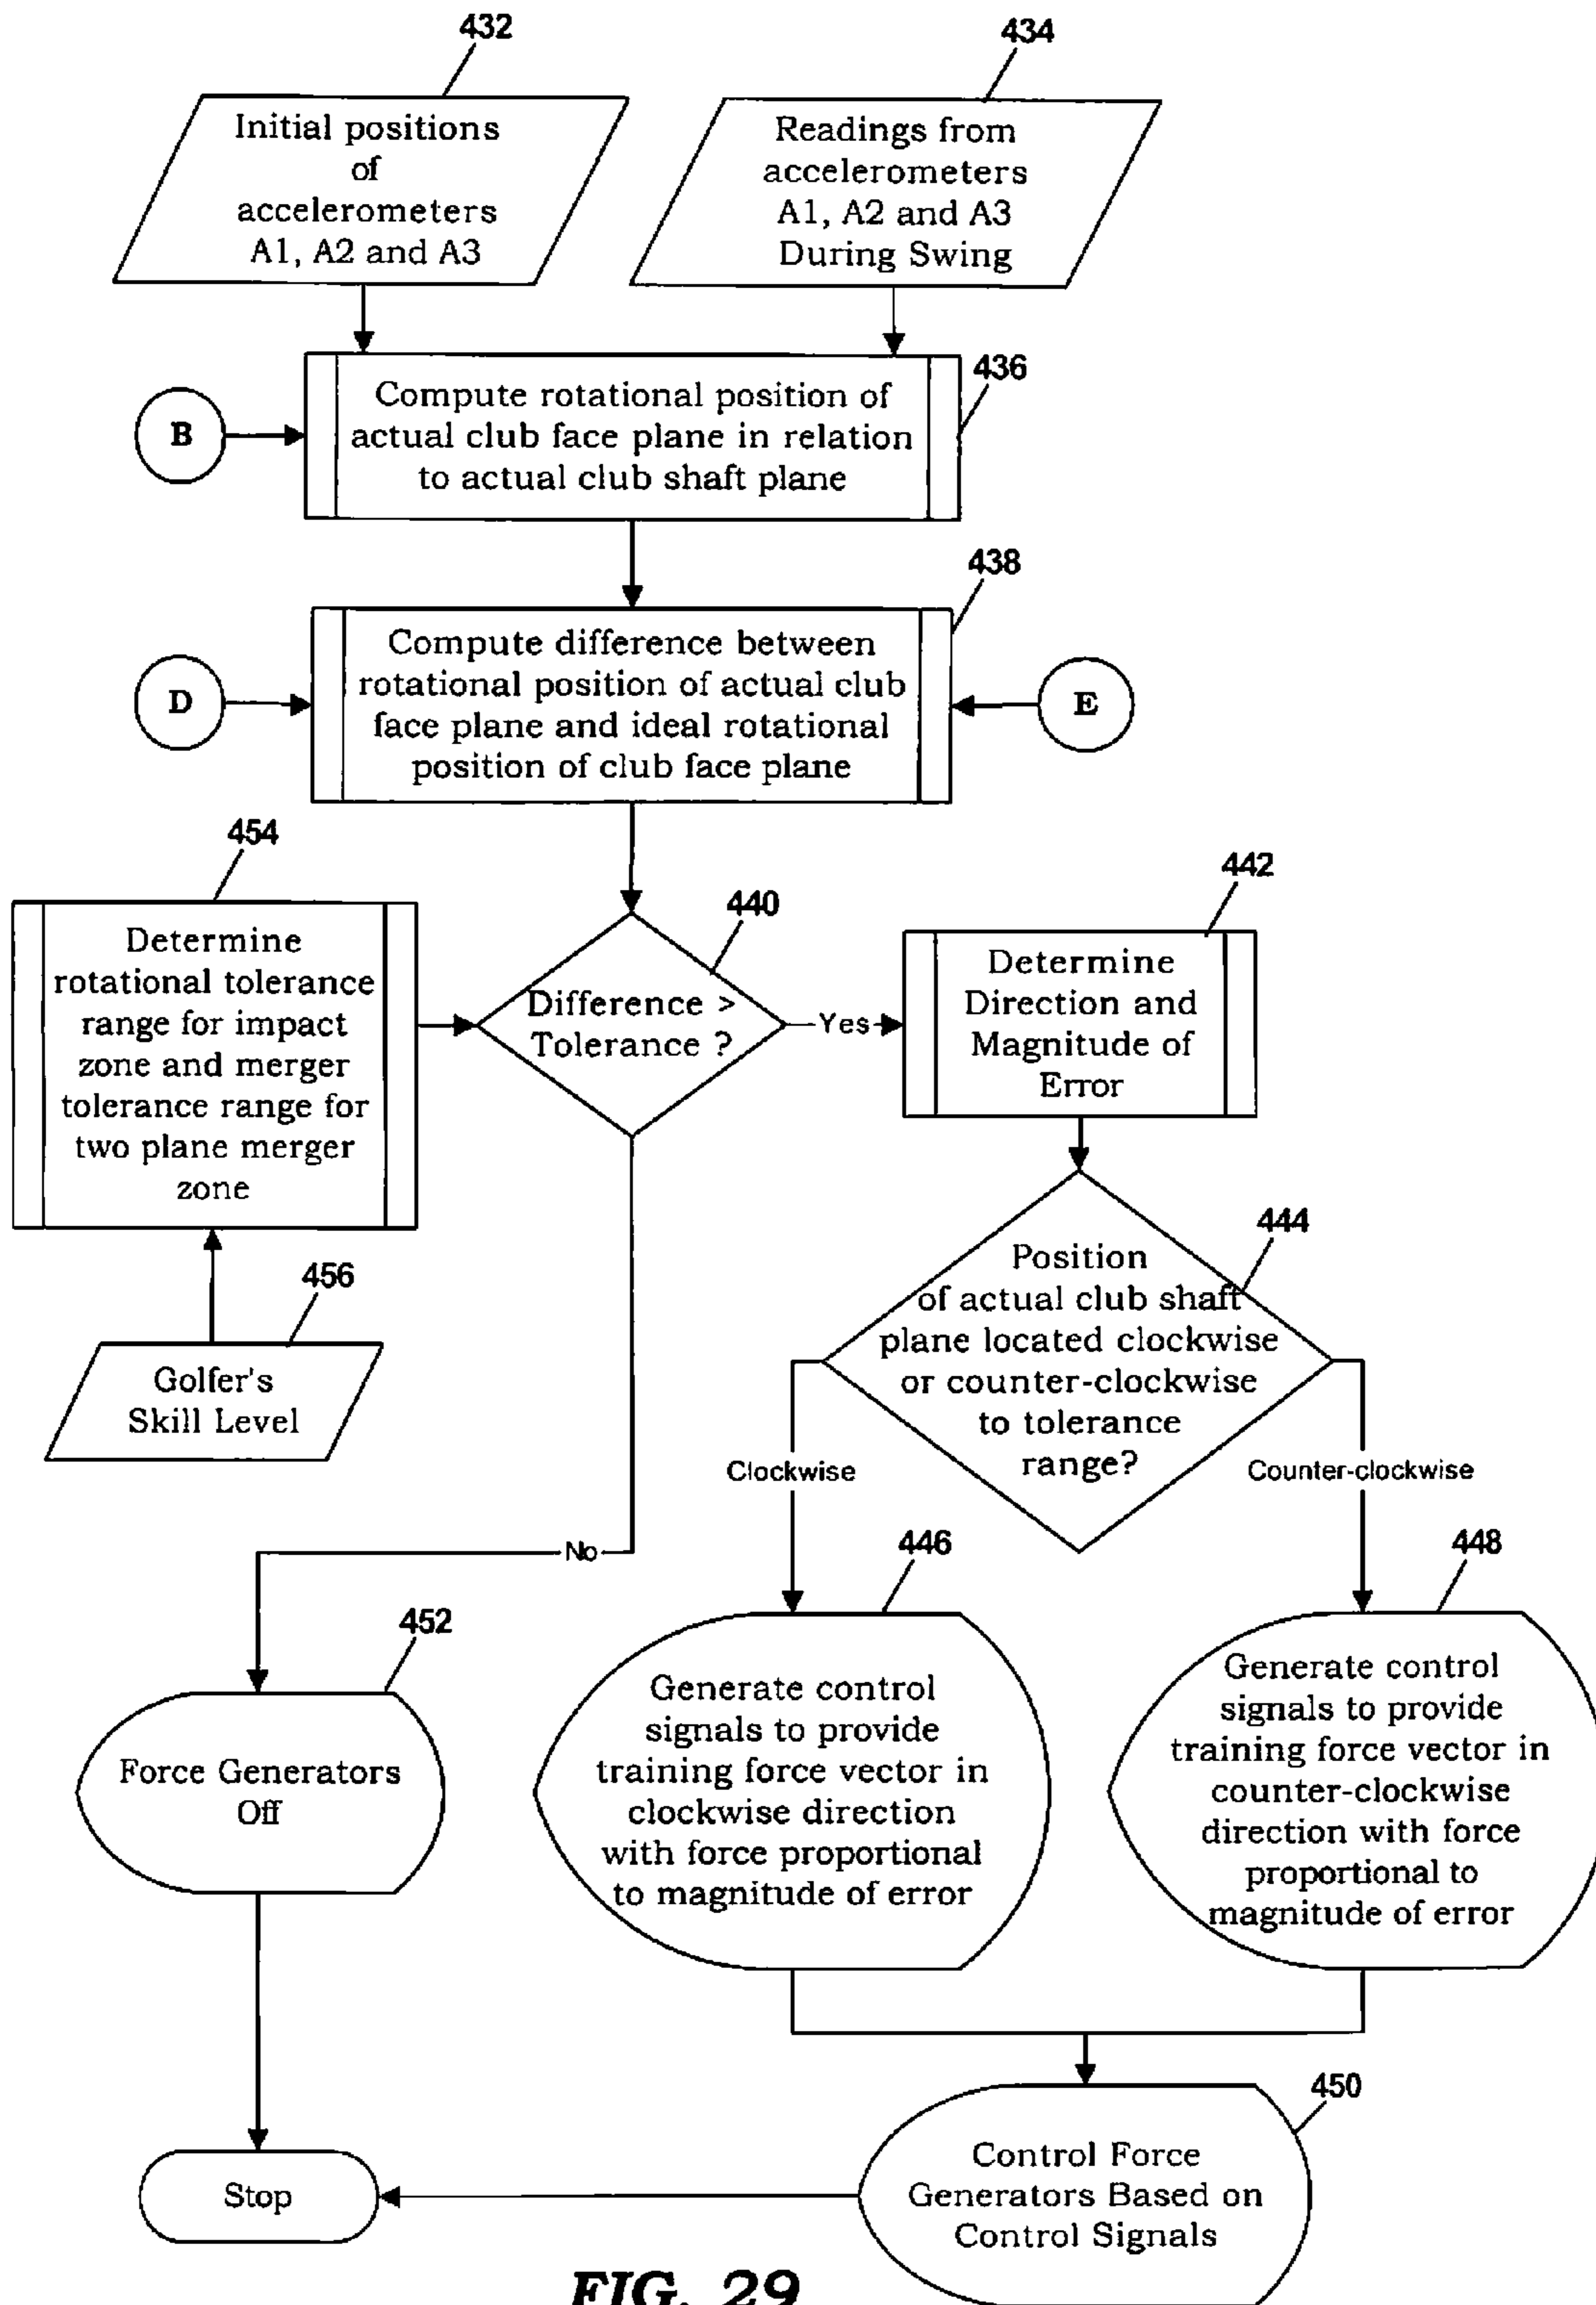 432
434
Initial positions
of
accelerometers
A1, A2 and A3
Readings from
accelerometers
A1, A2 and A3
During Swing
436
B
Compute rotational position of
actual club face plane in relation
to actual club shaft plane
438
D
Compute difference between
rotational position of actual club
face plane and ideal rotational
position of club face plane
E
454
440
442
Determine
rotational tolerance
range for impact
zone and merger
tolerance range for
two plane merger
zone
Difference >
Tolerance ?
Yes
Determine
Direction and
Magnitude of
Error
444
456
Golfer's
Skill Level
Position
of actual club shaft
plane located clockwise
or counter-clockwise
to tolerance
range?
Clockwise
Counter-clockwise
No
446
448
452
Force Generators
Off
Generate control
signals to provide
training force vector in
clockwise direction
with force proportional
to magnitude of error
Generate control
signals to provide
training force vector in
counter-clockwise
direction with force
proportional to
magnitude of error
450
Stop
Control Force
Generators Based on
Control Signals
FIG. 29